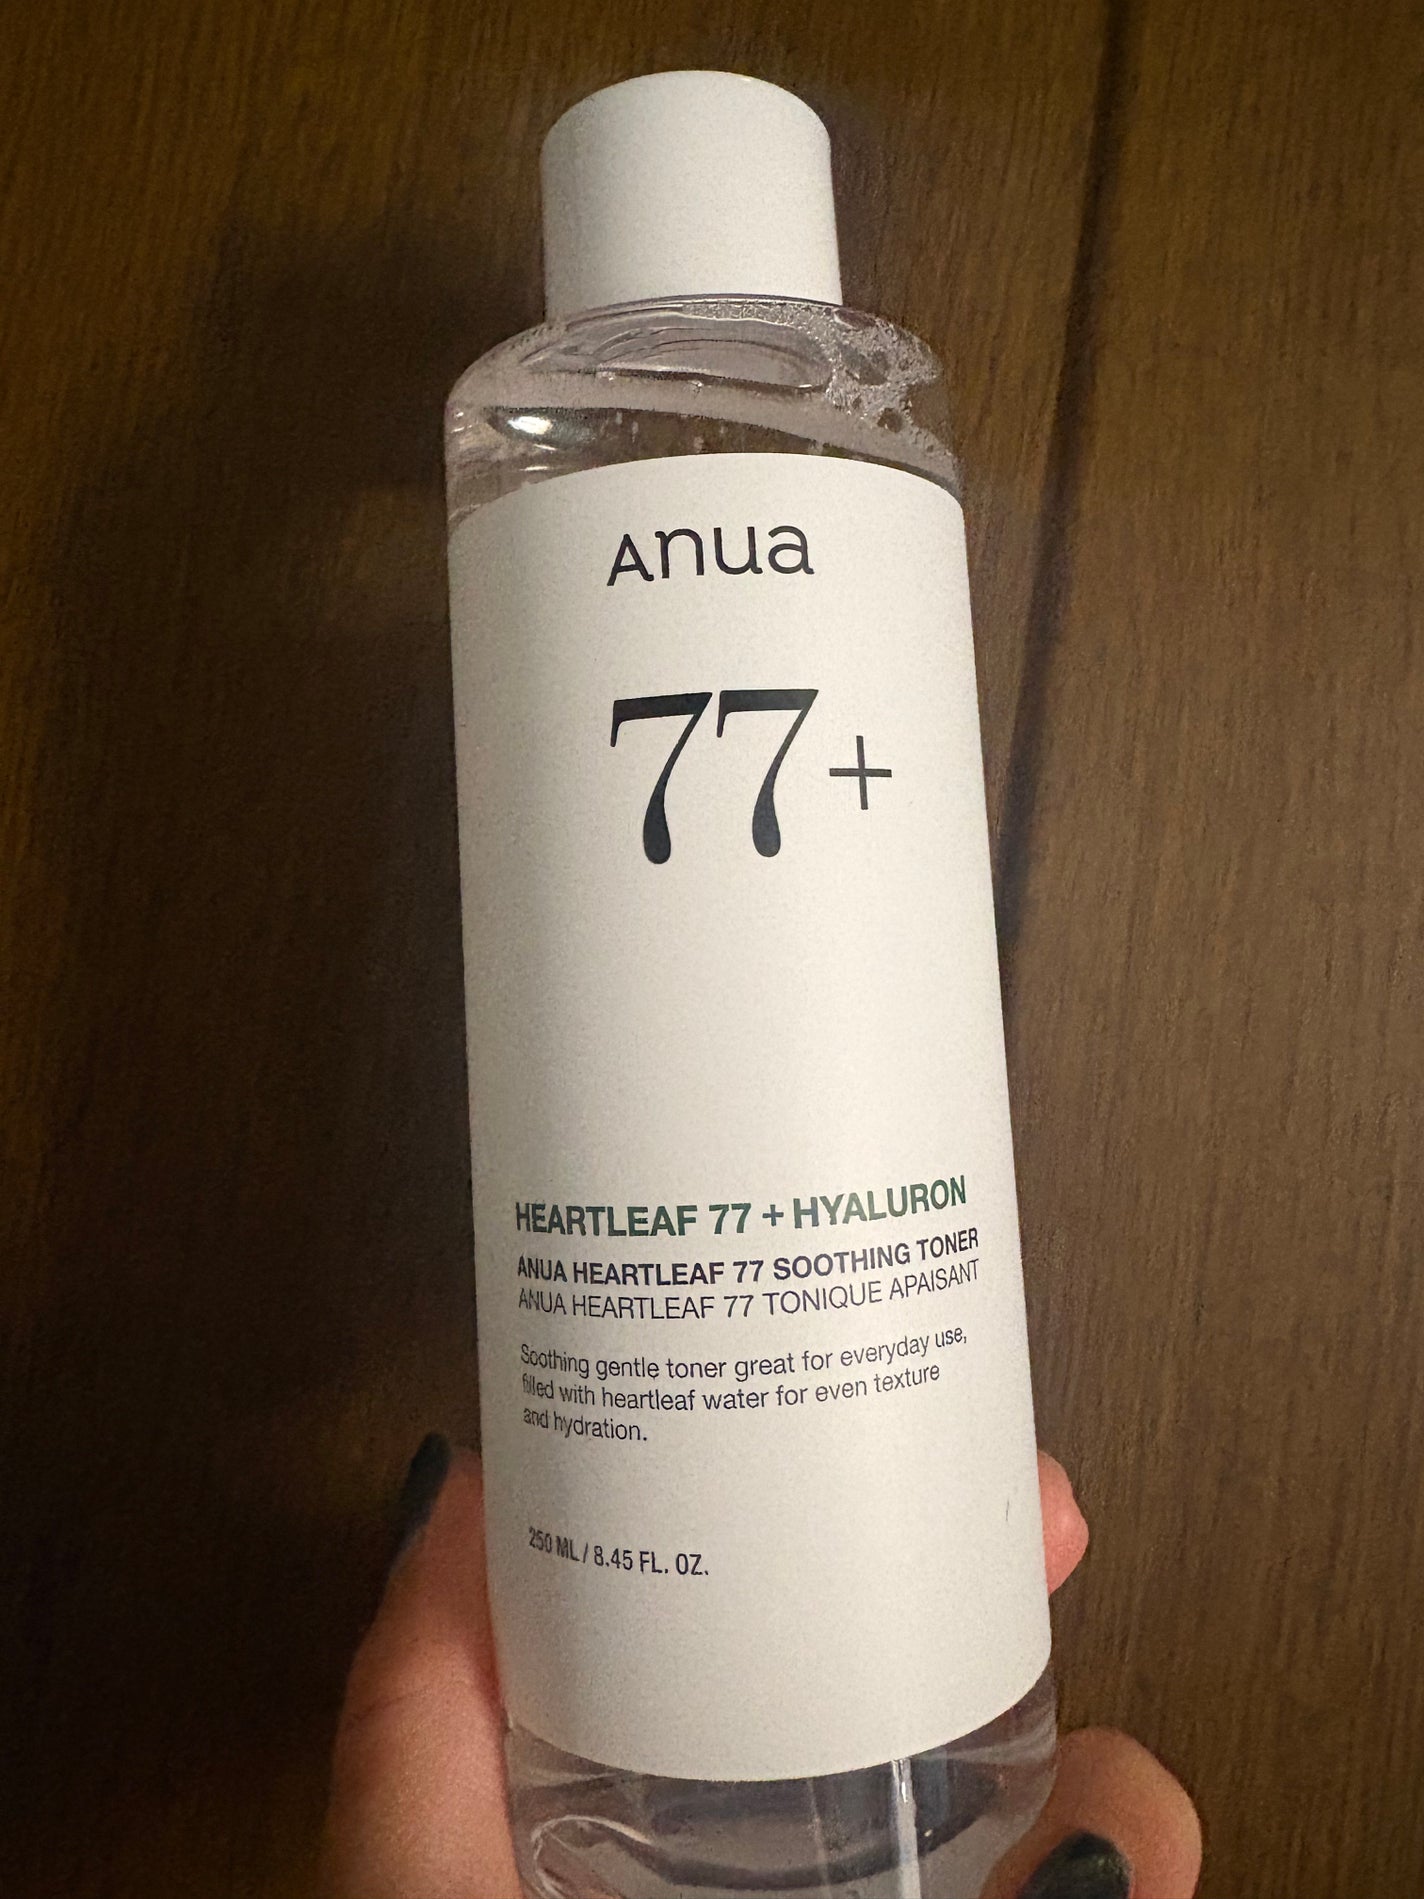 Anua
77+
HEARTLEAF 77 + HYALURON
ANUA HEARTLEAF 77 SOOTHING TONER
ANUA HEARTLEAF 77 TONIQUE APAISANT
Soothing gentle toner great for everyday use,
filled with heartleaf water for even texture
and hydration.
250 ML / 8.45 FL. OZ.